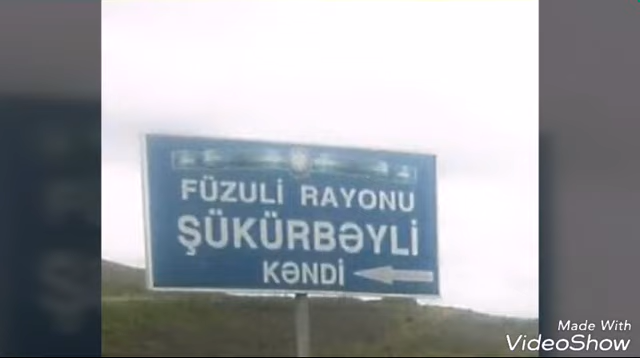 FÜZULİ RAYONU
ŞÜKÜRBƏYLİ
KƏNDİ
Made With
VideoShow